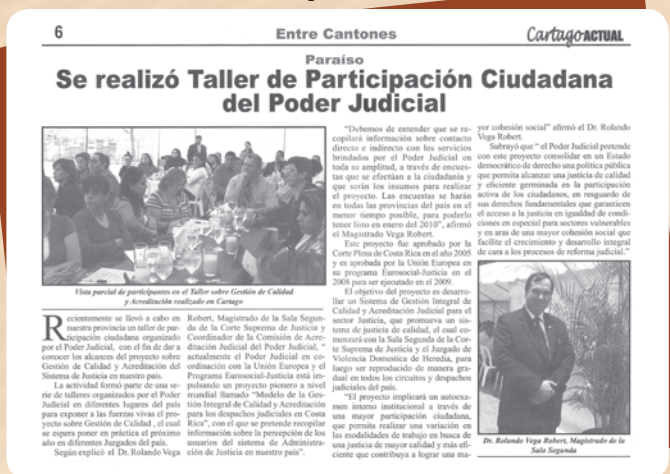 6
Entre Cantones
Cartago ACTUAL
Paraíso
Se realizó Taller de Participación Ciudadana
del Poder Judicial
Vista parcial de participantes en el Taller sobre Gestión de Calidad
y Acreditación realizado en Cartago
Recientemente se llevó a cabo en
nuestra provincia un taller de par-
ticipación ciudadana organizado
por el Poder Judicial, con el fin de dar a
conocer los alcances del proyecto sobre
Gestión de Calidad y Acreditación del
Sistema de Justicia en nuestro país.
La actividad formó parte de una se-
rie de talleres organizados por el Poder
Judicial en diferentes lugares del país
para exponer a las fuerzas vivas el pro-
yecto sobre Gestión de Calidad , el cual
se espera poner en práctica el próximo
año en diferentes Juzgados del país.
Según explicó el Dr. Rolando Vega
Robert, Magistrado de la Sala Segun-
da de la Corte Suprema de Justicia y
Coordinador de la Comisión de Acre-
ditación Judicial del Poder Judicial, “
actualmente el Poder Judicial en co-
ordinación con la Unión Europea y el
Programa Eurosocial-Justicia está im-
pulsando un proyecto pionero a nivel
mundial llamado “Modelo de la Ges-
tión Integral de Calidad y Acreditación
para los despachos judiciales en Costa
Rica”, con el que se pretende recopilar
información sobre la percepción de los
usuarios del sistema de Administra-
ción de Justicia en nuestro país”.
“Debemos de entender que se re-
copilará información sobre contacto
directo e indirecto con los servicios
brindados por el Poder Judicial en
toda su amplitud, a través de encues-
tas que se efectúan a la ciudadanía y
que serán los insumos para realizar
el proyecto. Las encuestas se harán
en todas las provincias del país en el
menor tiempo posible, para poderlo
tener listo en enero del 2010”, afirmó
el Magistrado Vega Robert.
Este proyecto fue aprobado por la
Corte Plena de Costa Rica en el año 2005
y es aprobada por la Unión Europea en
su programa Eurosocial-Justicia en el
2008 para ser ejecutado en el 2009.
El objetivo del proyecto es desarro-
llar un Sistema de Gestión Integral de
Calidad y Acreditación Judicial para el
sector Justicia, que promueva un sis-
tema de justicia de calidad, el cual co-
menzará con la Sala Segunda de la Cor-
te Suprema de Justicia y el Juzgado de
Violencia Domestica de Heredia, para
luego ser reproducido de manera gra-
dual en todos los circuitos y despachos
judiciales del país.
“El proyecto implicará un autoexa-
men interno institucional a través de
una mayor participación ciudadana,
que permita realizar una variación en
las modalidades de trabajo en busca de
una justicia de mayor calidad y más efi-
ciente que contribuya a lograr una ma-
yor cohesión social” afirmó el Dr. Rolando
Vega Robert.
Subrayó que “ el Poder Judicial pretende
con este proyecto consolidar en un Estado
democrático de derecho una política pública
que permita alcanzar una justicia de calidad
y eficiente germinada en la participación
activa de los ciudadanos, en resguardo de
sus derechos fundamentales que garanticen
el acceso a la justicia en igualdad de condi-
ciones en especial para sectores vulnerables
y en aras de una mayor cohesión social que
facilite el crecimiento y desarrollo integral
de cara a los procesos de reforma judicial.”
Dr. Rolando Vega Robert, Magistrado de la
Sala Segunda